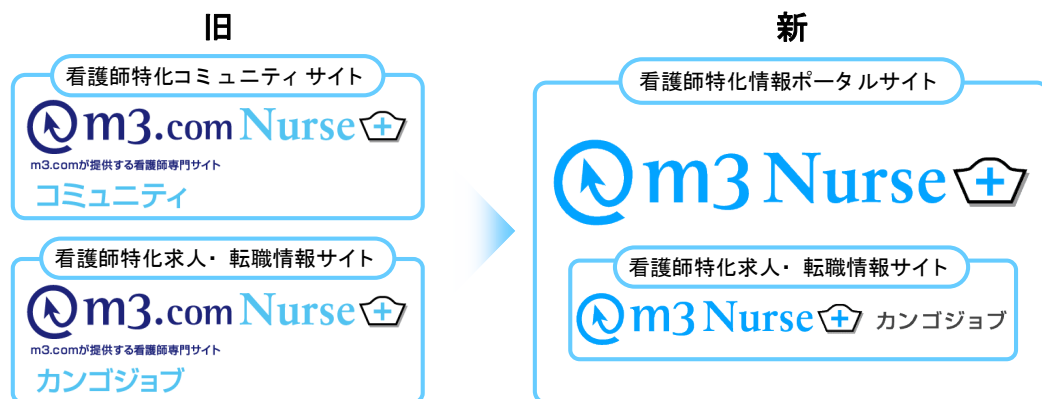 旧
看護師特化コミュニティサイト
m3.com Nurse
m3.comが提供する看護師専門サイト
コミュニティ
看護師特化求人・転職情報サイト
m3.com Nurse
m3.comが提供する看護師専門サイト
カンゴジョブ
新
看護師特化情報ポータルサイト
m3 Nurse
看護師特化求人・転職情報サイト
m3 Nurse カンゴジョブ